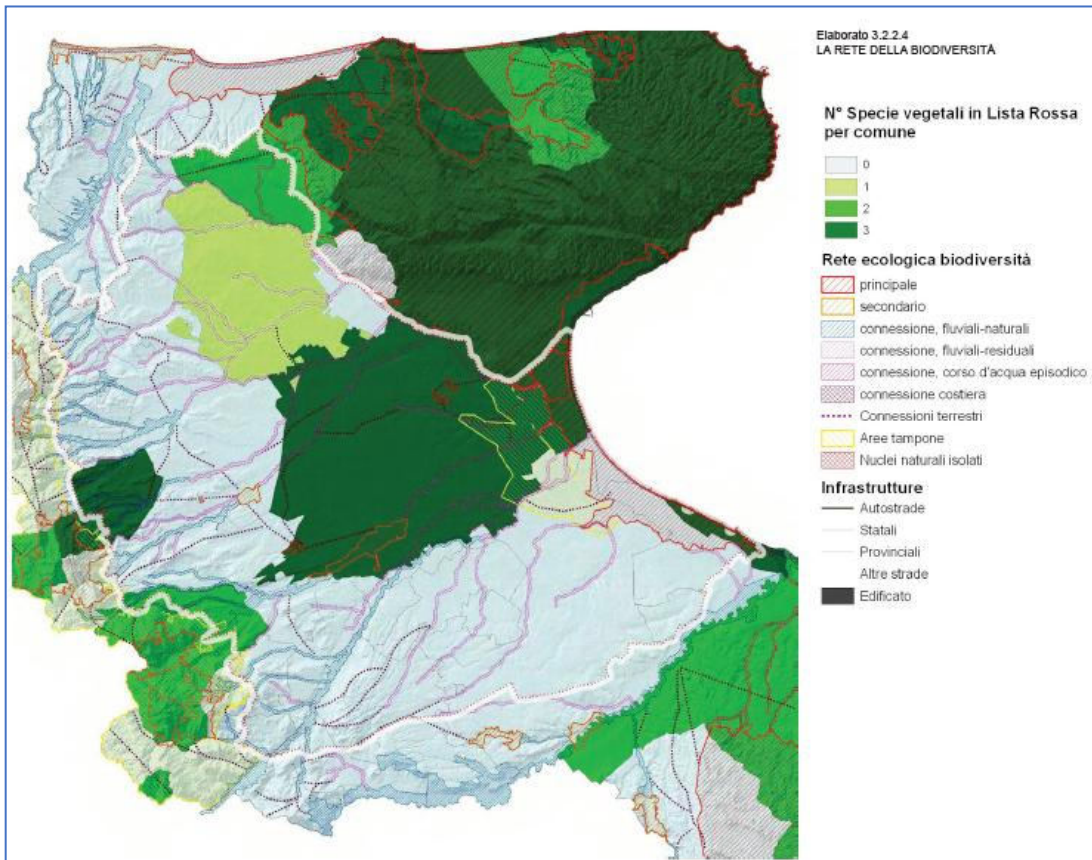 Elaborato 3.2.2.4
LA RETE DELLA BIODIVERSITÀ
N° Specie vegetali in Lista Rossa
per comune
0
1
2
3
Rete ecologica biodiversità
principale
secondario
connessione, fluviali-naturali
connessione, fluviali-residuali
connessione, corso d'acqua episodico
connessione costiera
Connessioni terrestri
Aree tampone
Nuclei naturali isolati
Infrastrutture
Autostrade
Statali
Provinciali
Altre strade
Edificato